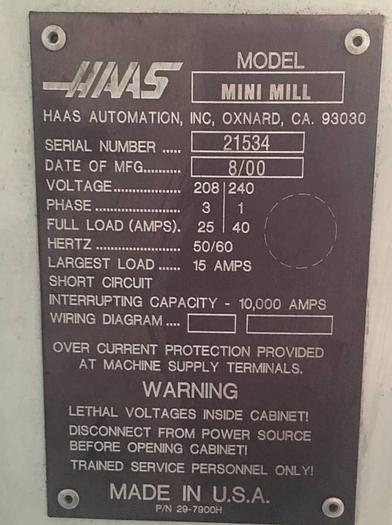 HAAS
MODEL
MINI MILL
HAAS AUTOMATION, INC, OXNARD, CA. 93030
SERIAL NUMBER ..... 21534
DATE OF MFG.......... 8/00
VOLTAGE................ 208 240
PHASE.................... 3 1
FULL LOAD (AMPS). 25 40
HERTZ .................. 50/60
LARGEST LOAD ...... 15 AMPS
SHORT CIRCUIT
INTERRUPTING CAPACITY - 10,000 AMPS
WIRING DIAGRAM ....
OVER CURRENT PROTECTION PROVIDED
AT MACHINE SUPPLY TERMINALS.
WARNING
LETHAL VOLTAGES INSIDE CABINET!
DISCONNECT FROM POWER SOURCE
BEFORE OPENING CABINET!
TRAINED SERVICE PERSONNEL ONLY!
MADE IN U.S.A.
P/N 29-7900H